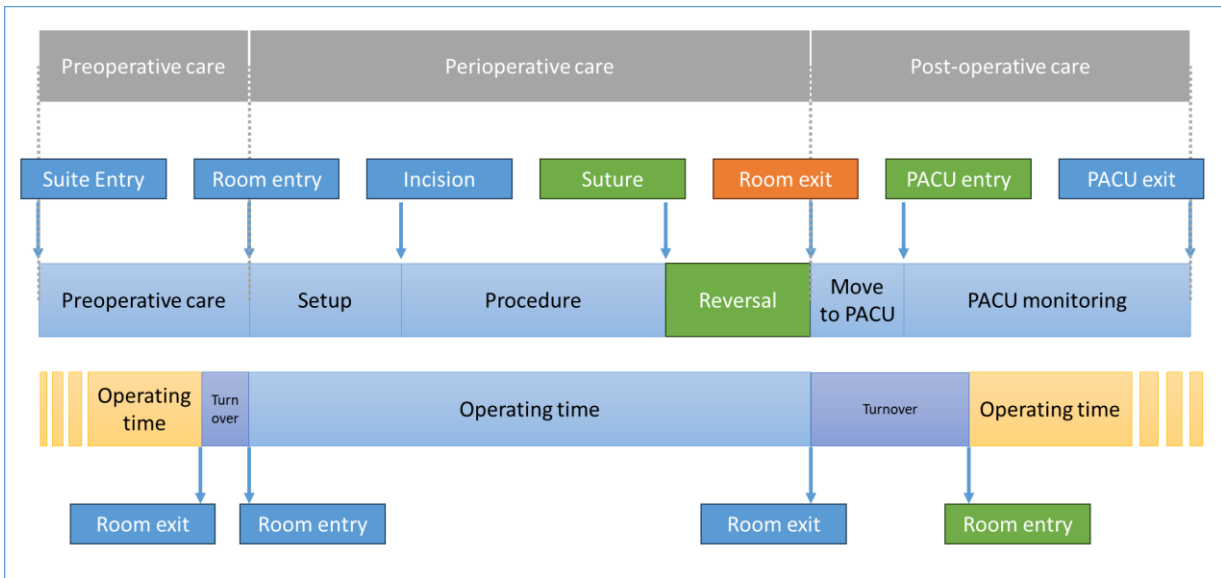 Preoperative care
Perioperative care
Post-operative care
Suite Entry
Room entry
Incision
Suture
Room exit
PACU entry
PACU exit
Preoperative care
Setup
Procedure
Reversal
Move
to PACU
PACU monitoring
Operating
time
Turn
over
Operating time
Turnover
Operating time
Room exit
Room entry
Room exit
Room entry